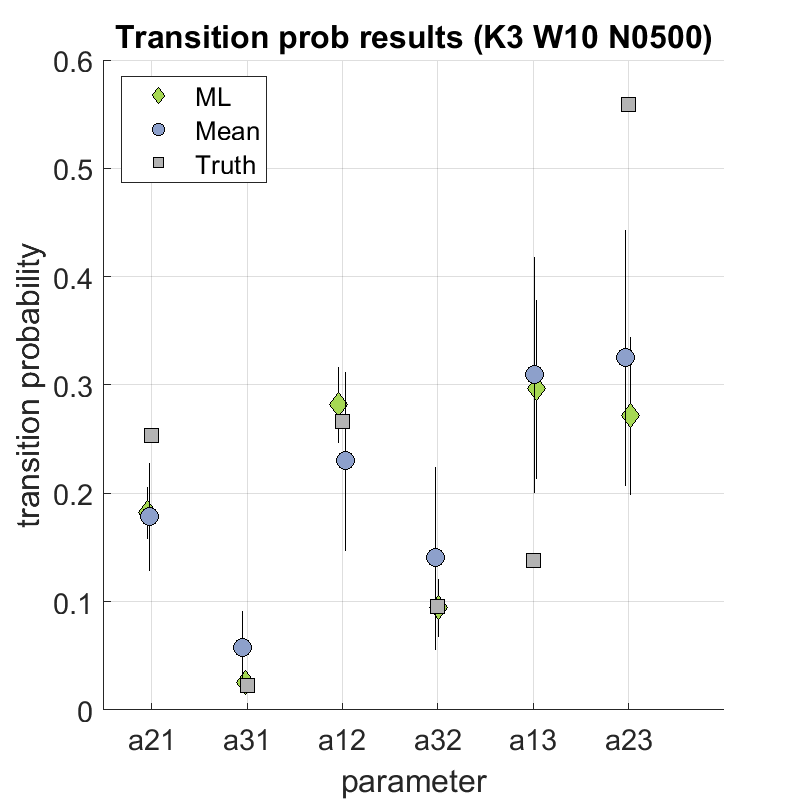 Transition prob results (K3 W10 N0500)
ML
Mean
Truth
0.6
0.5
0.4
0.3
0.2
0.1
0
transition probability
a21 a31 a12 a32 a13 a23
parameter